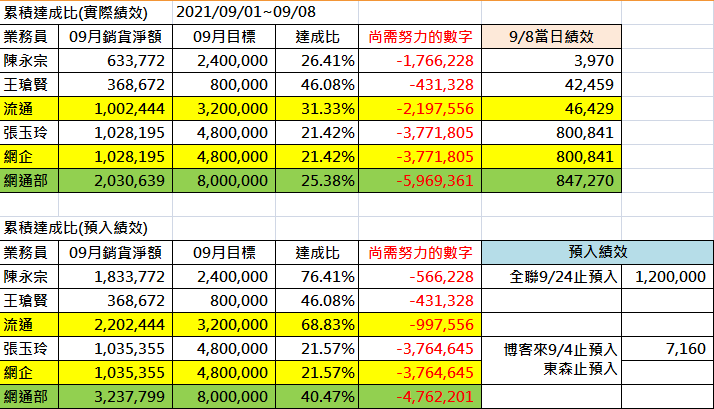 累積達成比(實際績效) 2021/09/01~09/08
業務員 09月銷貨淨額 09月目標 達成比 尚需努力的數字 9/8當日績效
陳永宗 633,772 2,400,000 26.41% -1,766,228 3,970
王瑲賢 368,672 800,000 46.08% -431,328 42,459
流通 1,002,444 3,200,000 31.33% -2,197,556 46,429
張玉玲 1,028,195 4,800,000 21.42% -3,771,805 800,841
網企 1,028,195 4,800,000 21.42% -3,771,805 800,841
網通部 2,030,639 8,000,000 25.38% -5,969,361 847,270
累積達成比(預入績效)
業務員 09月銷貨淨額 09月目標 達成比 尚需努力的數字 預入績效
陳永宗 1,833,772 2,400,000 76.41% -566,228 全聯9/24止預入 1,200,000
王瑲賢 368,672 800,000 46.08% -431,328
流通 2,202,444 3,200,000 68.83% -997,556
張玉玲 1,035,355 4,800,000 21.57% -3,764,645 博客來9/4止預入 7,160
網企 1,035,355 4,800,000 21.57% -3,764,645 東森止預入
網通部 3,237,799 8,000,000 40.47% -4,762,201